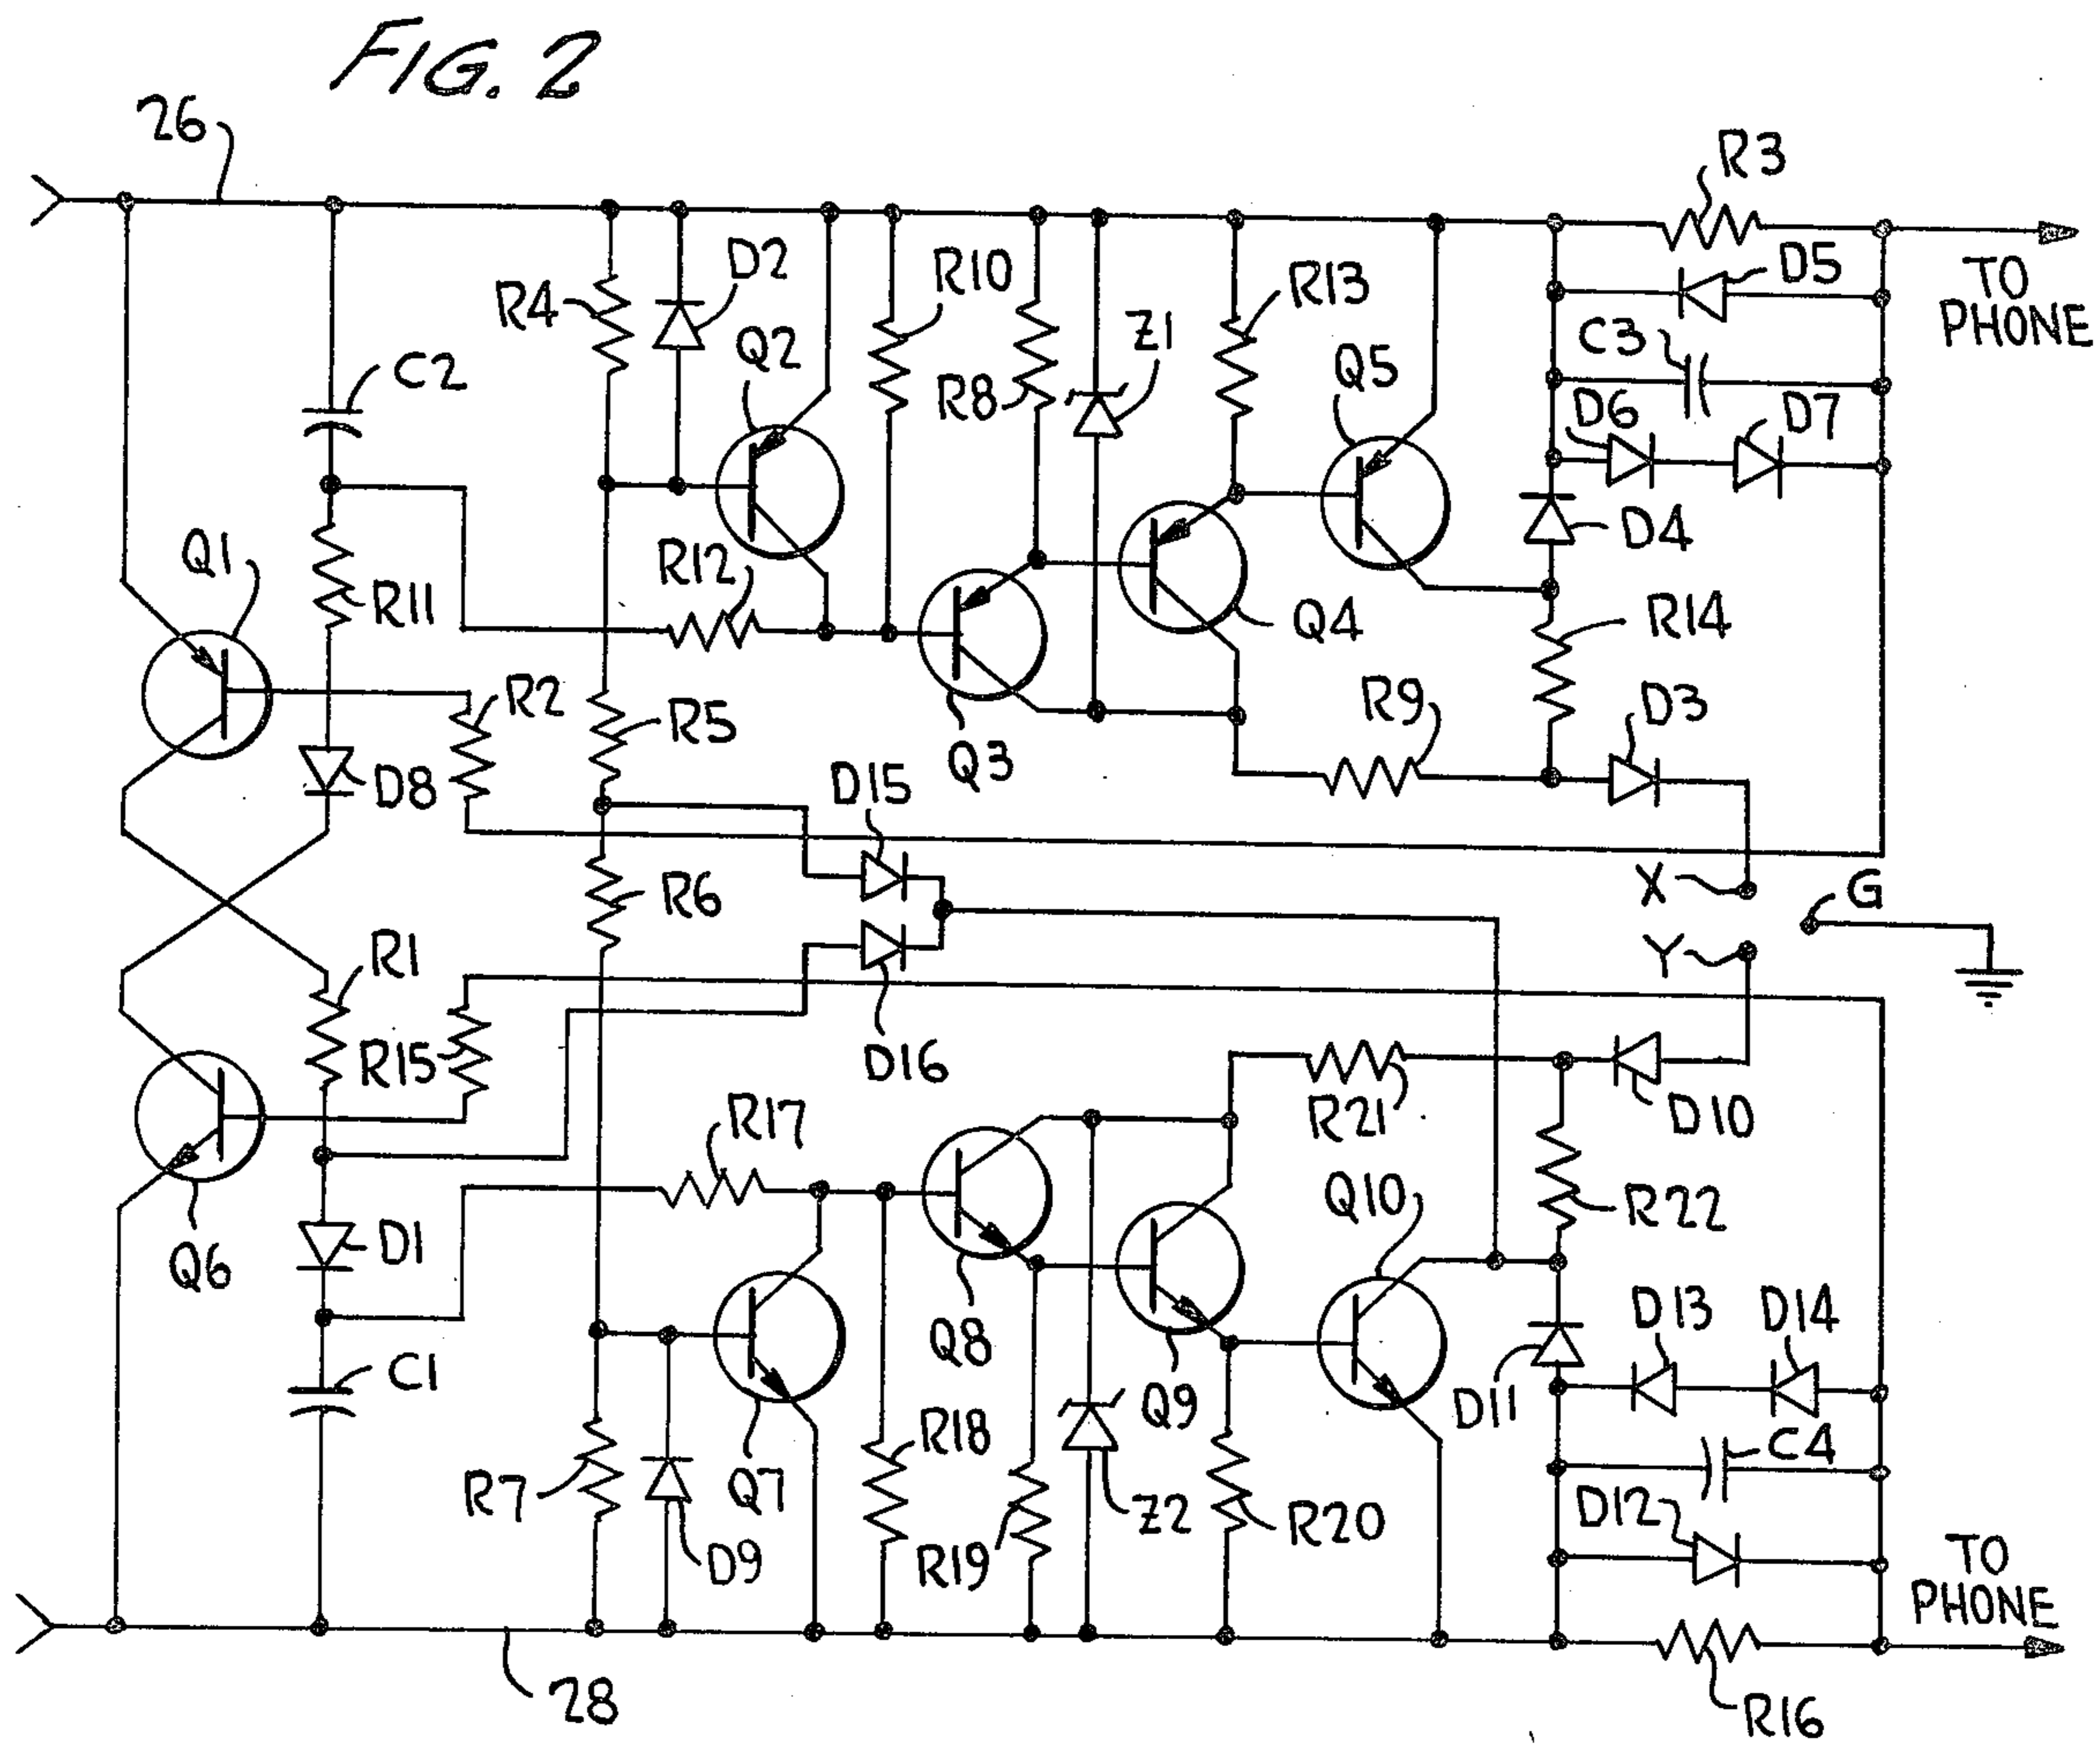 FIG. 2
26
R3
D5
TO
PHONE
R4
D2
R10
R13
Z1
C3
Q2
Q5
D6
D7
C2
R8
D4
Q1
R12
R11
Q4
R14
R2
R5
Q3
R9
D3
D8
D15
R6
X
G
R1
Y
R15
D16
R21
D10
R17
Q10
R22
D1
Q6
Q8
D13
D14
C1
Q9
D11
R18
C4
R7
Q7
Z2
D12
R20
D9
R19
TO
PHONE
28
R16